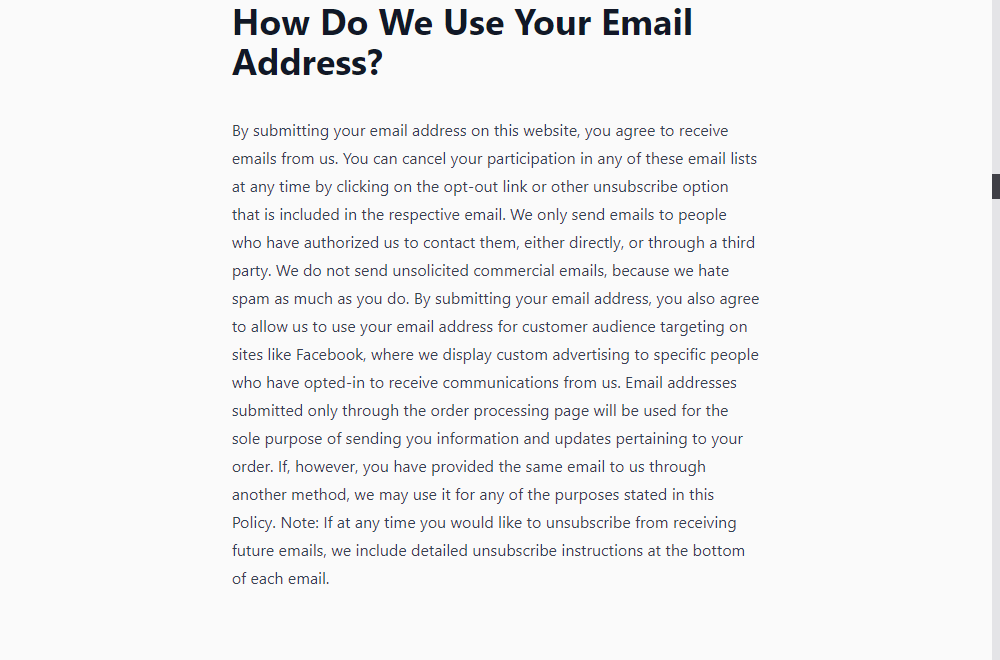 How Do We Use Your Email
Address?
By submitting your email address on this website, you agree to receive
emails from us. You can cancel your participation in any of these email lists
at any time by clicking on the opt-out link or other unsubscribe option
that is included in the respective email. We only send emails to people
who have authorized us to contact them, either directly, or through a third
party. We do not send unsolicited commercial emails, because we hate
spam as much as you do. By submitting your email address, you also agree
to allow us to use your email address for customer audience targeting on
sites like Facebook, where we display custom advertising to specific people
who have opted-in to receive communications from us. Email addresses
submitted only through the order processing page will be used for the
sole purpose of sending you information and updates pertaining to your
order. If, however, you have provided the same email to us through
another method, we may use it for any of the purposes stated in this
Policy. Note: If at any time you would like to unsubscribe from receiving
future emails, we include detailed unsubscribe instructions at the bottom
of each email.